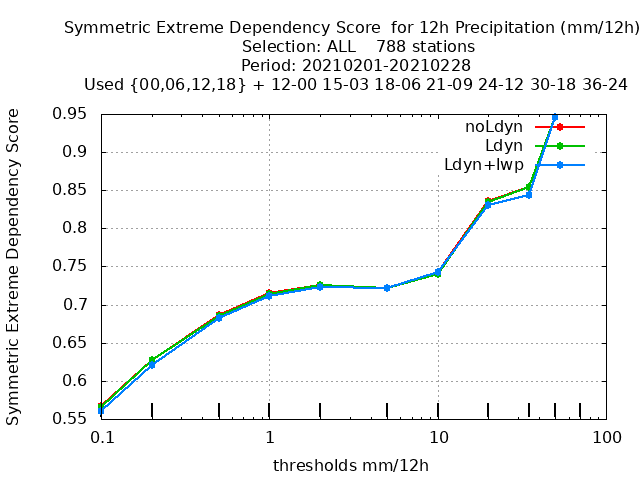 Symmetric Extreme Dependency Score for 12h Precipitation (mm/12h)
Selection: ALL 788 stations
Period: 20210201-20210228
Used {00,06,12,18} + 12-00 15-03 18-06 21-09 24-12 30-18 36-24
Symmetric Extreme Dependency Score
0.95
0.9
0.85
0.8
0.75
0.7
0.65
0.6
0.55
noLdyn
Ldyn
Ldyn+lwp
0.1
1
10
100
thresholds mm/12h